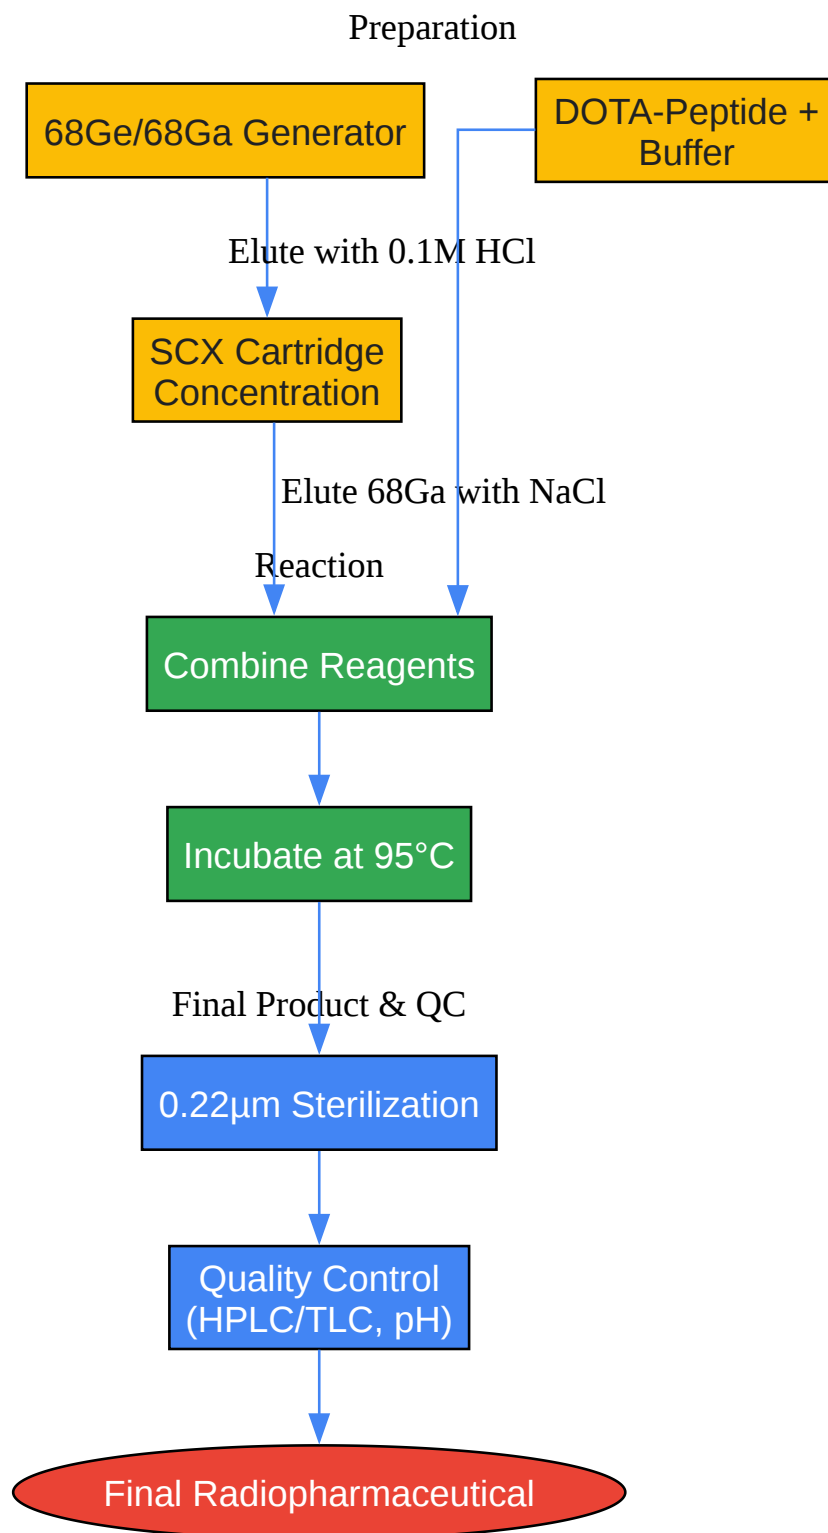 Preparation
68Ge/68Ga Generator
DOTA-Peptide +
Buffer
Elute with 0.1M HCl
SCX Cartridge
Concentration
Elute 68Ga with NaCl
Reaction
Combine Reagents
Incubate at 95°C
Final Product & QC
0.22µm Sterilization
Quality Control
(HPLC/TLC, pH)
Final Radiopharmaceutical